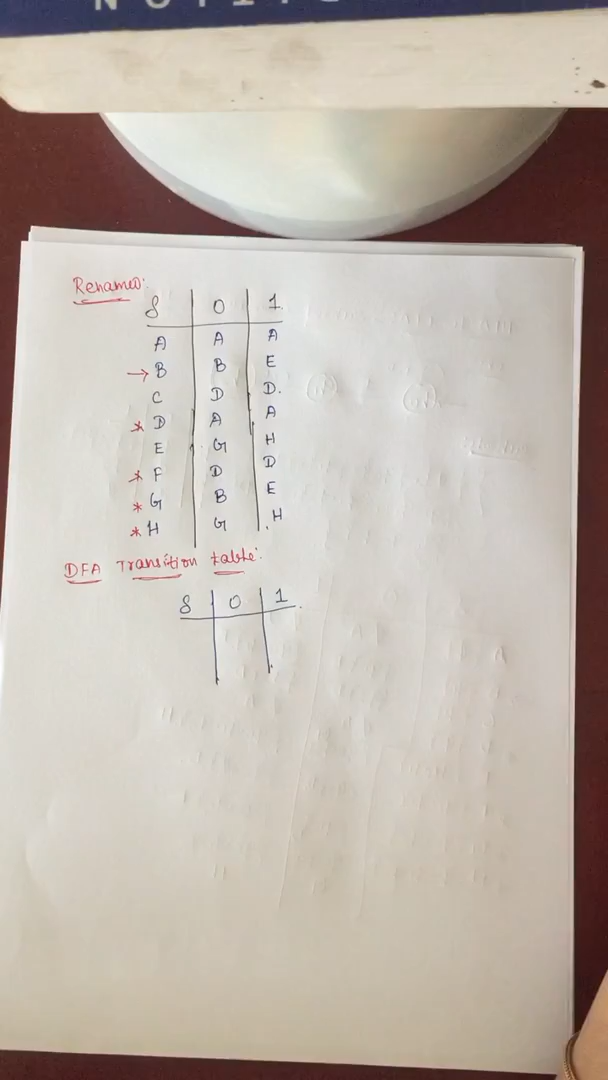 Renamed:
δ 0 1
A A A
→ B B E
C D D.
* D A A
E G H
* F D D
* G B E
* H G H
DFA Transition table:
δ 0 1